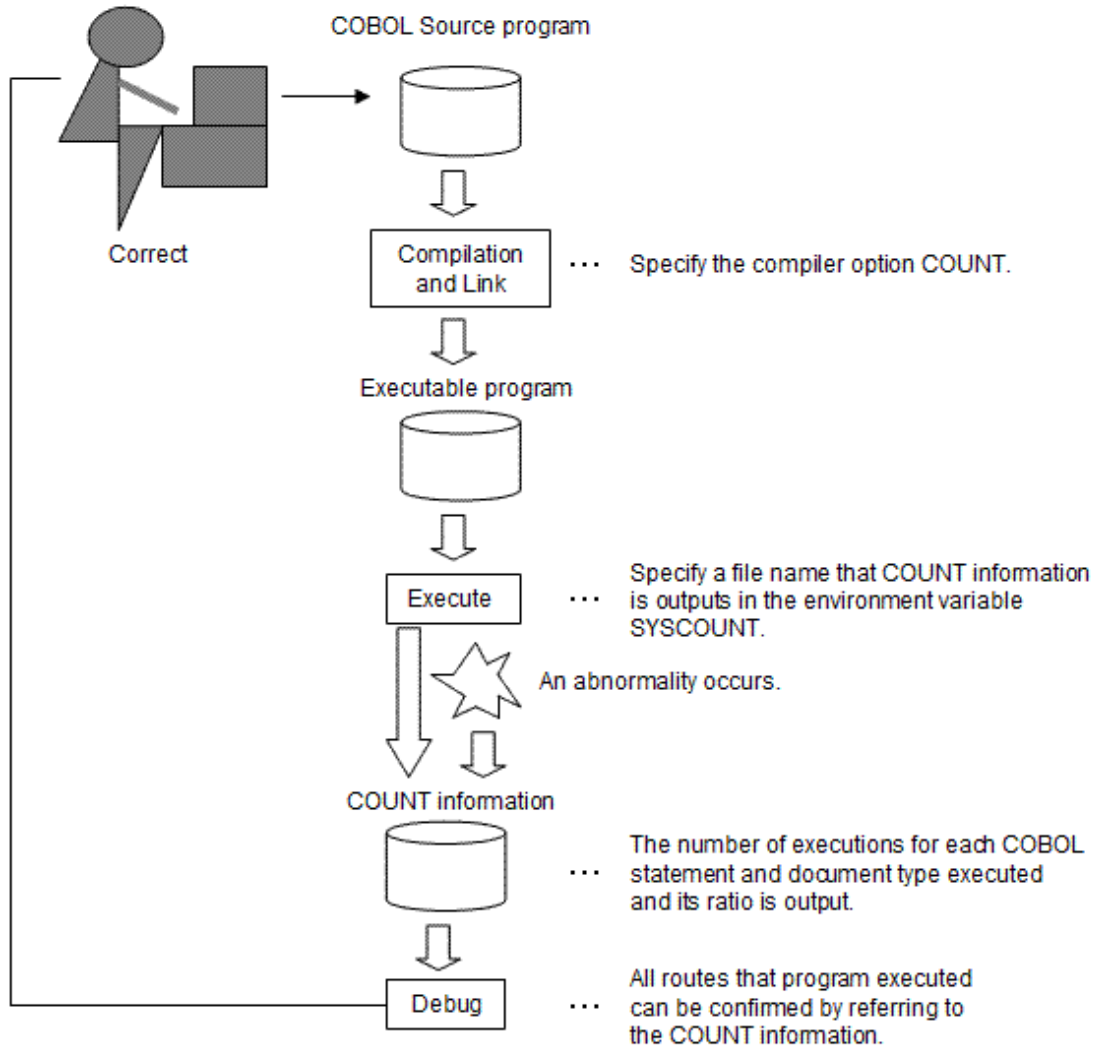 COBOL Source program
Correct
Compilation
and Link
... Specify the compiler option COUNT.
Executable program
Execute
... Specify a file name that COUNT information
is outputs in the environment variable
SYSCOUNT.
An abnormality occurs.
COUNT information
... The number of executions for each COBOL
statement and document type executed
and its ratio is output.
Debug
... All routes that program executed
can be confirmed by referring to
the COUNT information.